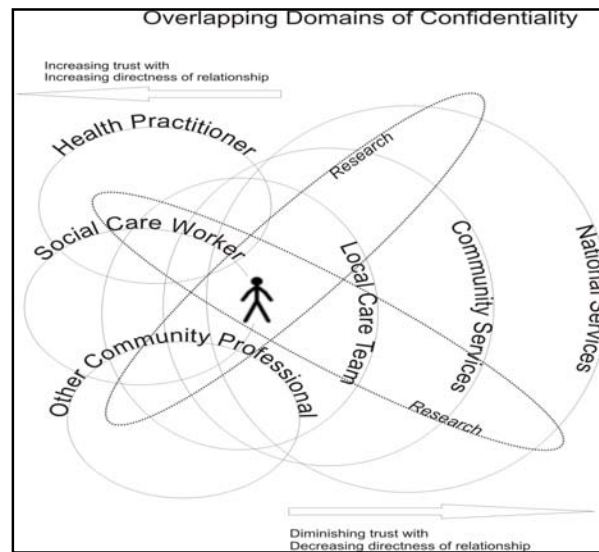 Overlapping Domains of Confidentiality
Increasing trust with
Increasing directness of relationship
Health Practitioner
Research
Social Care Worker
Local Care Team
Community Services
National Services
Other Community Professional
Research
Diminishing trust with
Decreasing directness of relationship